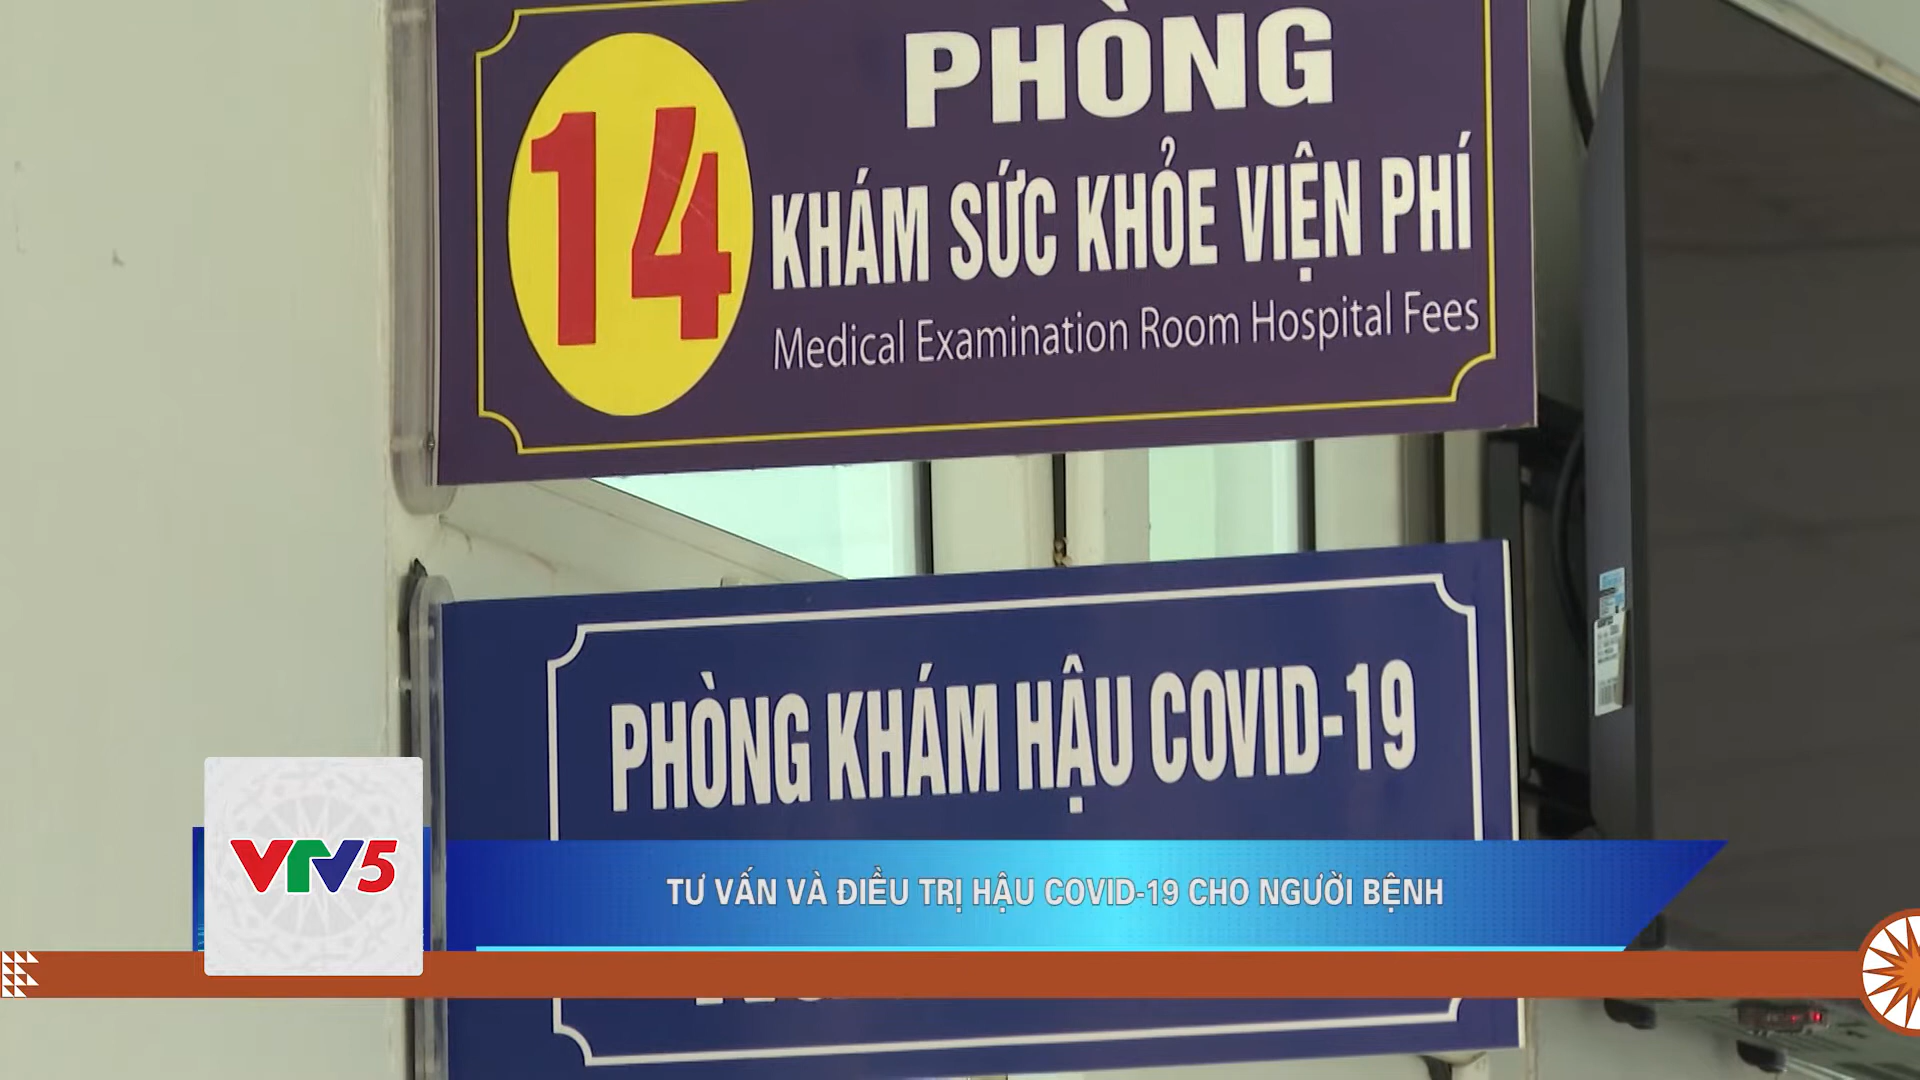 PHÒNG
14
KHÁM SỨC KHỎE VIỆN PHÍ
Medical Examination Room Hospital Fees
PHÒNG KHÁM HẬU COVID-19
VTV5
TƯ VẤN VÀ ĐIỀU TRỊ HẬU COVID-19 CHO NGƯỜI BỆNH